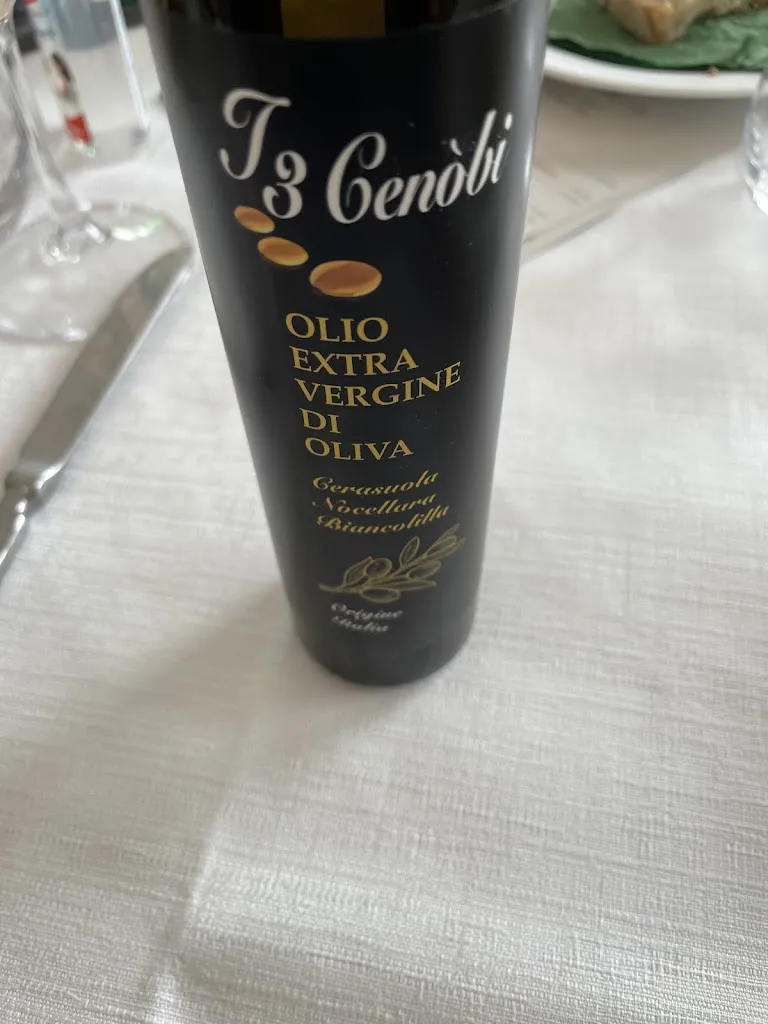 I 3 Cenòbi
OLIO
EXTRA
VERGINE
DI
OLIVA
Cerasuola
Nocellara
Biancolilla
Origine
Italia